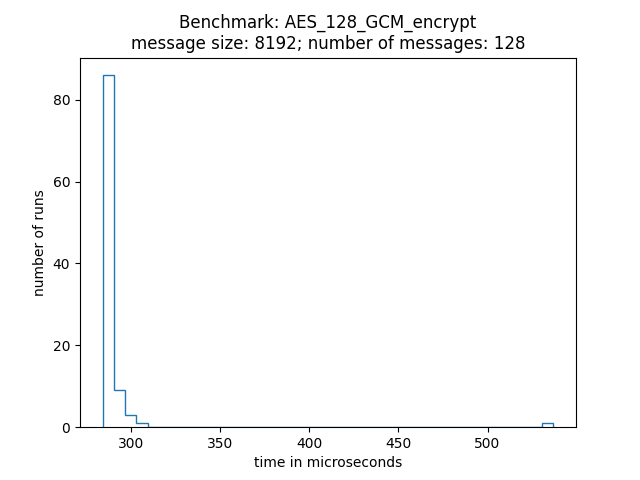 Benchmark: AES_128_GCM_encrypt
message size: 8192; number of messages: 128
80
60
40
20
0
number of runs
300 350 400 450 500
time in microseconds